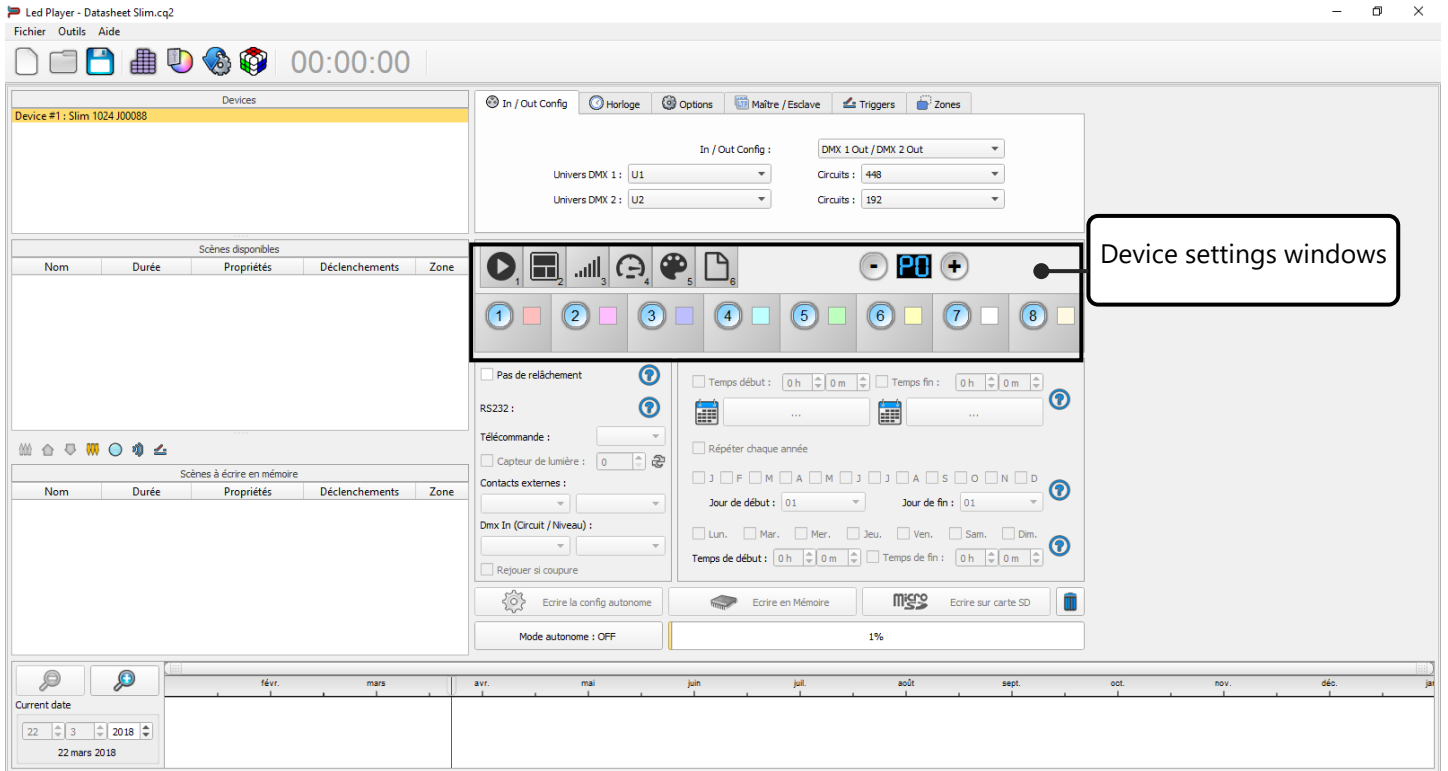 Led Player - Datasheet Slim.cq2
Fichier Outils Aide
00:00:00
Devices
Device #1 : Slim 1024 J00088
In / Out Config Horloge Options Maître / Esclave Triggers Zones
In / Out Config : DMX 1 Out / DMX 2 Out
Univers DMX 1 : U1 Circuits : 448
Univers DMX 2 : U2 Circuits : 192
Scènes disponibles
Nom Durée Propriétés Déclenchements Zone
1 2 3 4 5 6 - P0 +
1 2 3 4 5 6 7 8
Device settings windows
Pas de relâchement
RS232 :
Télécommande :
Capteur de lumière : 0
Contacts externes :
Dmx In (Circuit / Niveau) :
Rejouer si coupure
Temps début : 0 h 0 m Temps fin : 0 h 0 m
... ...
Répéter chaque année
J F M A M J J A S O N D
Jour de début : 01 Jour de fin : 01
Lun. Mar. Mer. Jeu. Ven. Sam. Dim.
Temps de début : 0 h 0 m Temps de fin : 0 h 0 m
Scènes à écrire en mémoire
Nom Durée Propriétés Déclenchements Zone
Ecrire la config autonome Ecrire en Mémoire Micro SD Ecrire sur carte SD
Mode autonome : OFF 1%
févr. mars avr. mai juin juil. août sept. oct. nov. déc. jan
Current date
22 3 2018
22 mars 2018